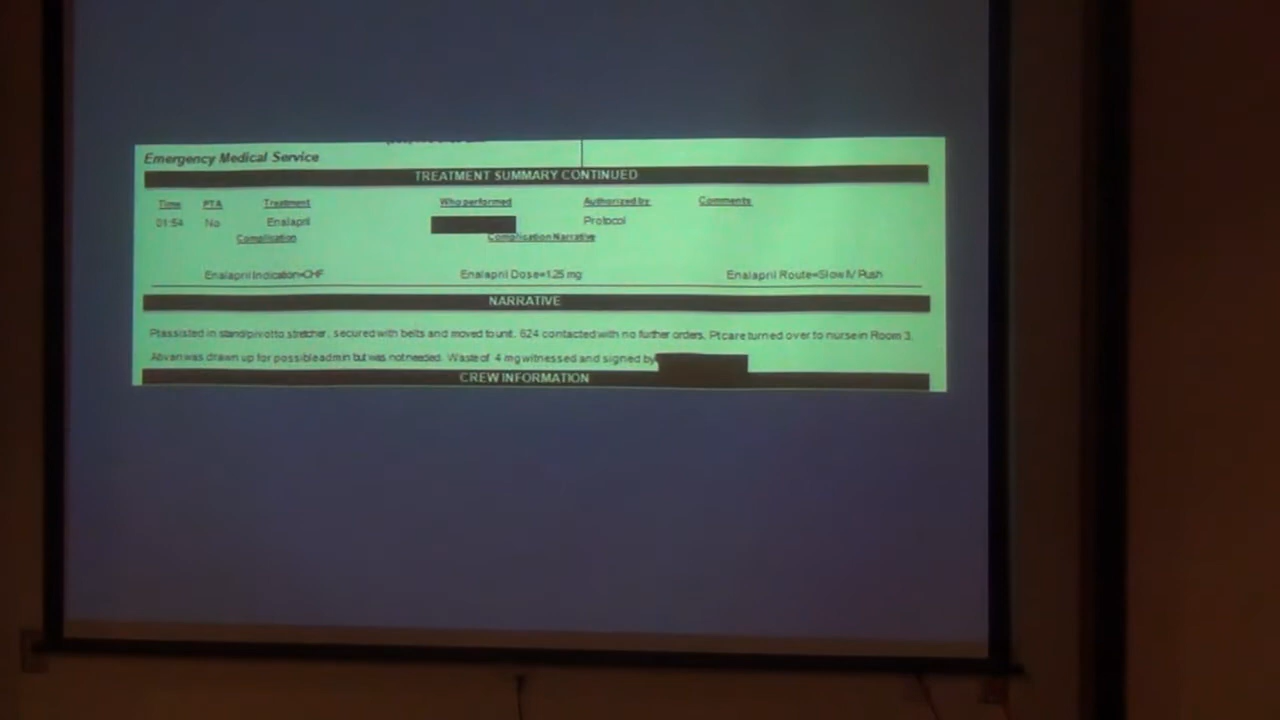 Emergency Medical Service
TREATMENT SUMMARY CONTINUED
Time PTA Treatment Who performed Authorized by Comments
01:54 No Enalapril Protocol
Complication Complication Narrative
Enalapril Indication=CHF Enalapril Dose=1.25 mg Enalapril Route=Slow IV Push
NARRATIVE
Pt assisted in stand/pivot to stretcher, secured with belts and moved to unit. 624 contacted with no further orders. Pt care turned over to nurse in Room 3.
Ativan was drawn up for possible admin but was not needed. Waste of 4 mg witnessed and signed by
CREW INFORMATION